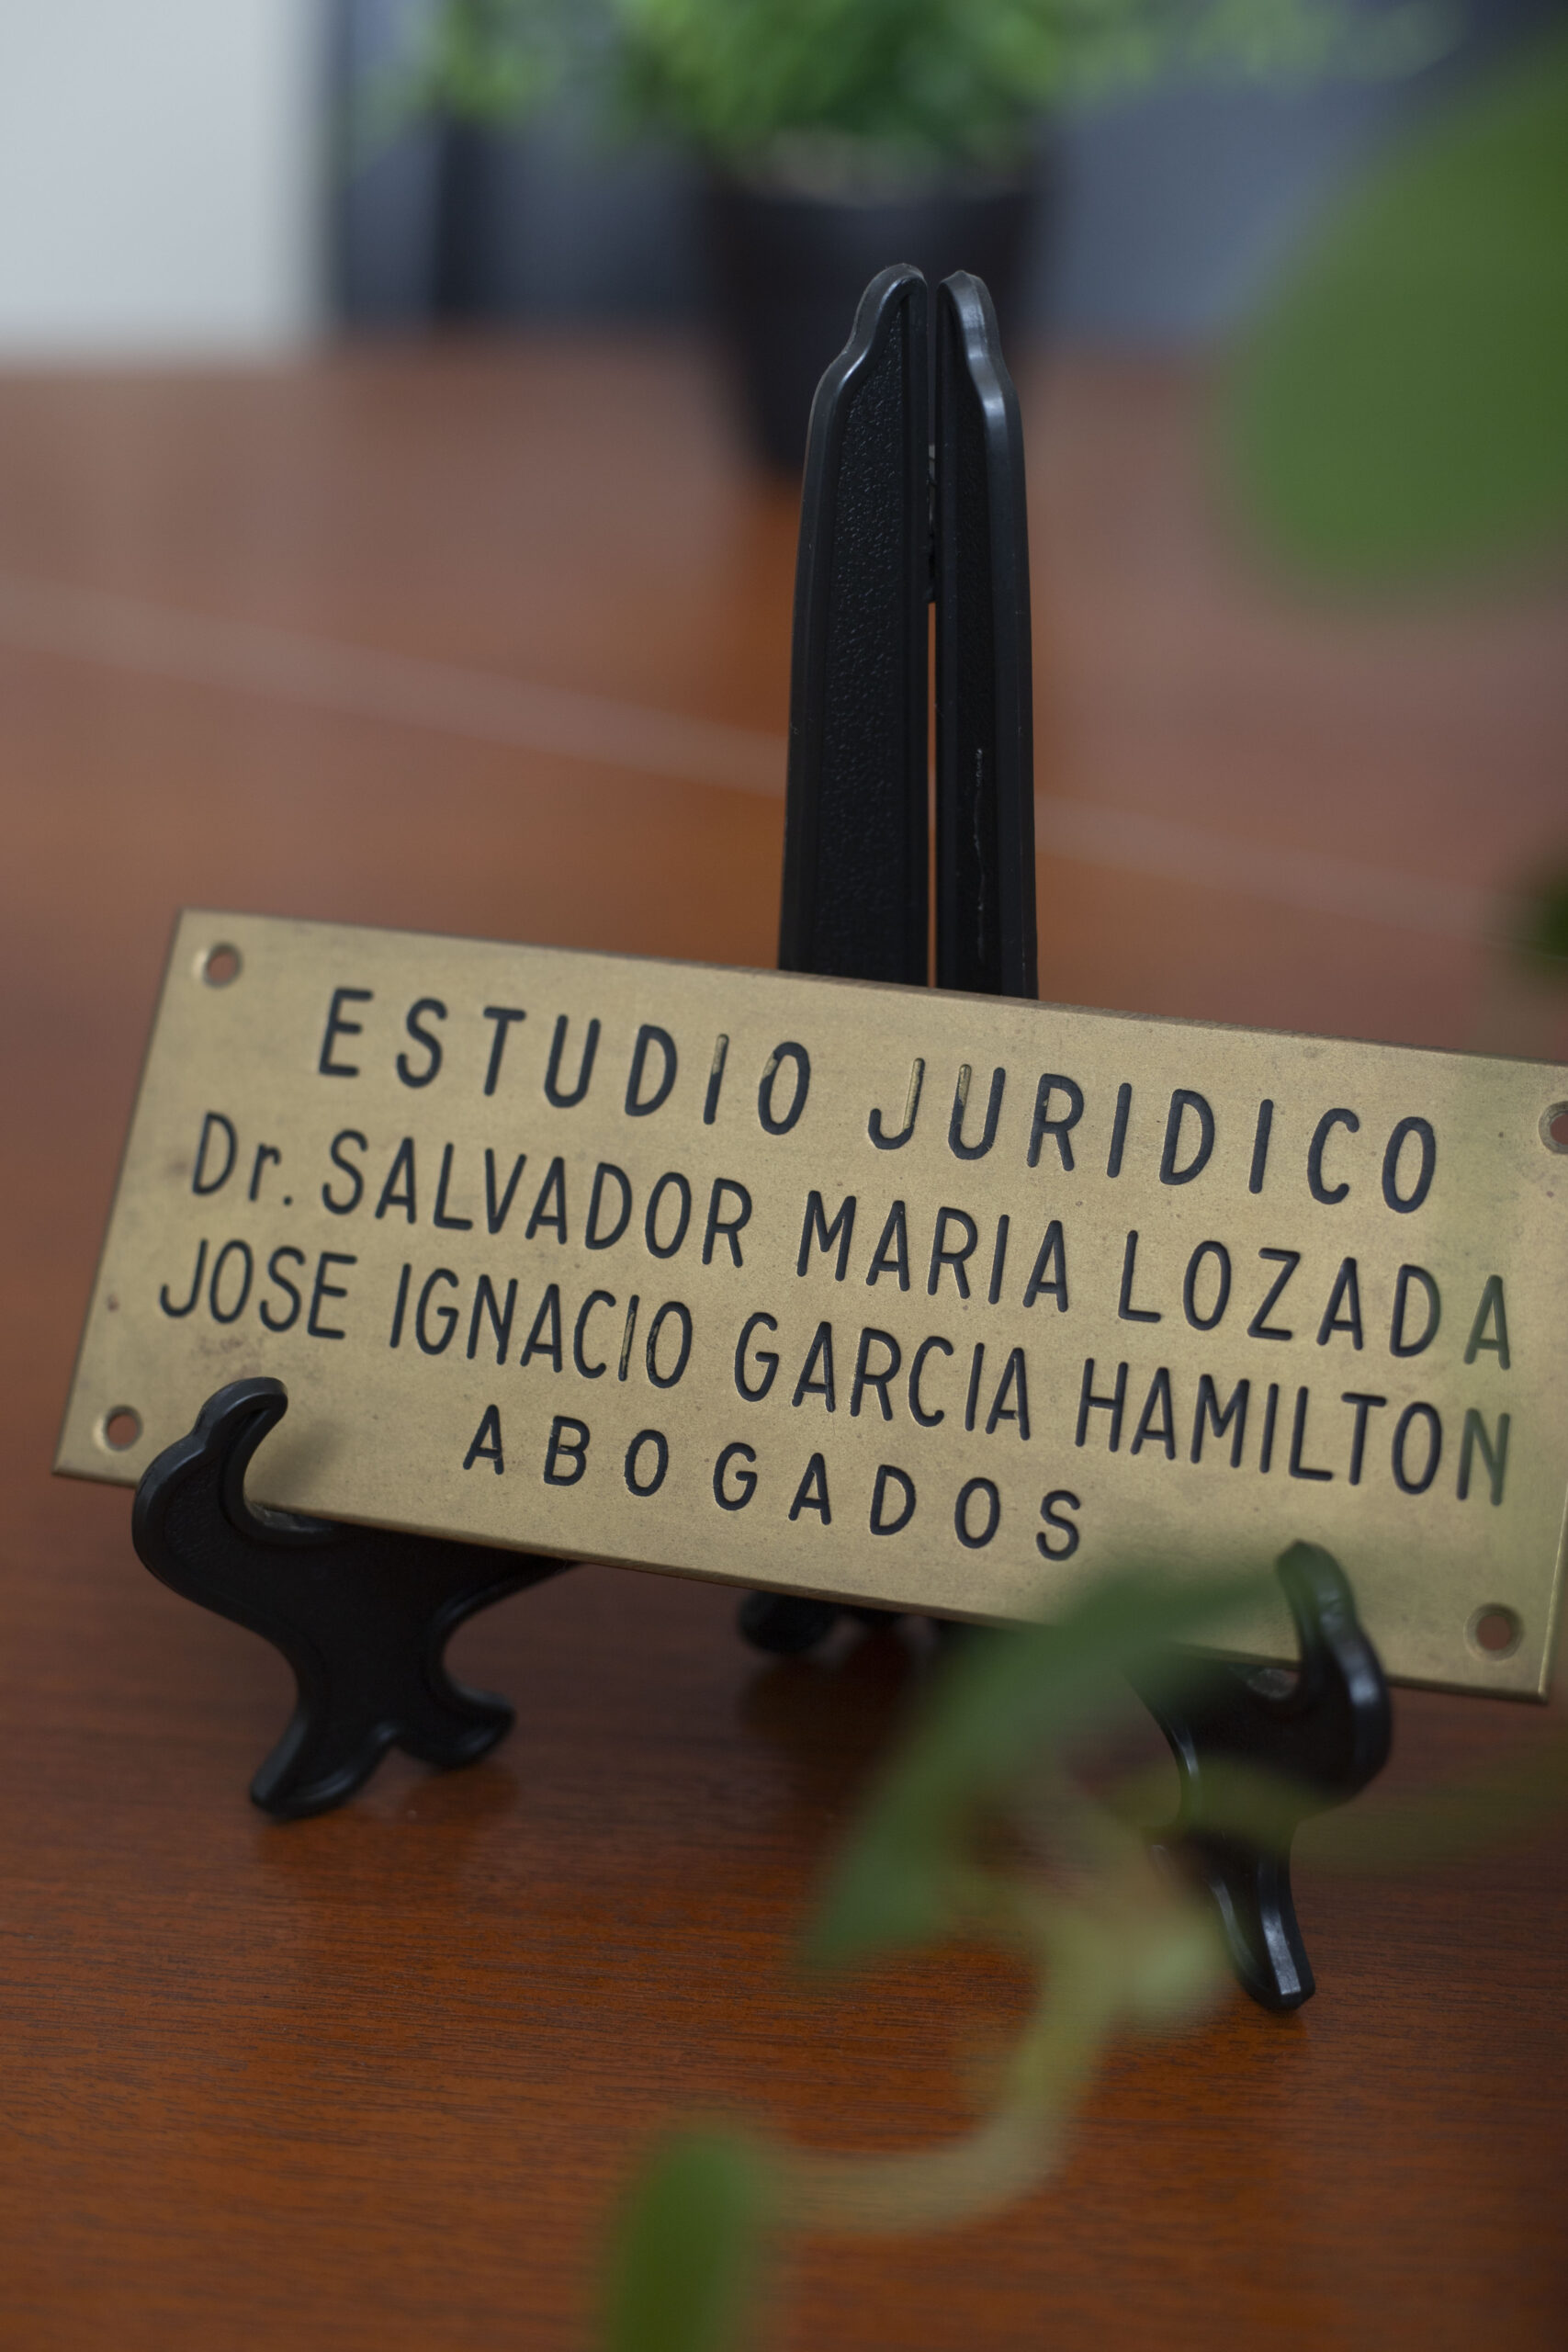 ESTUDIO JURIDICO
Dr. SALVADOR MARIA LOZADA
JOSE IGNACIO GARCIA HAMILTON
ABOGADOS